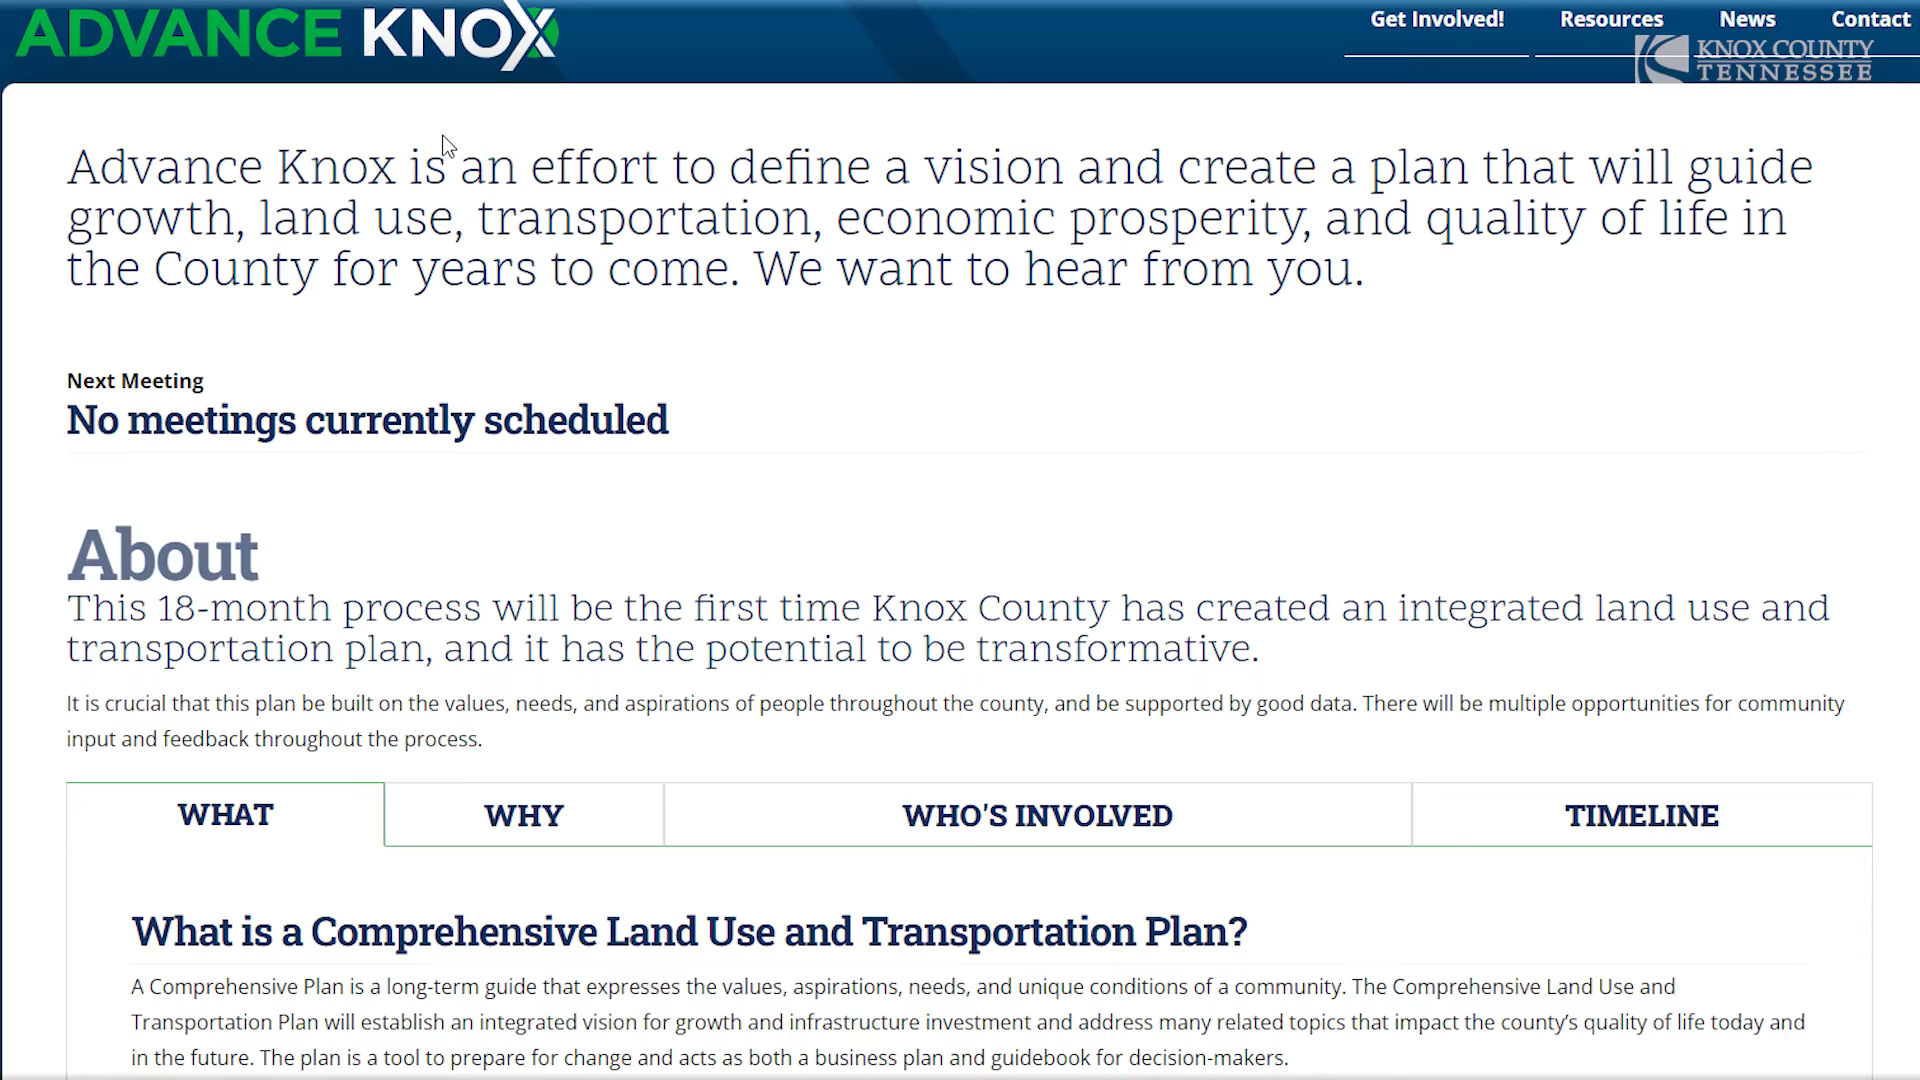 ADVANCE KNOX
Get Involved! Resources News Contact
KNOX COUNTY
TENNESSEE
Advance Knox is an effort to define a vision and create a plan that will guide
growth, land use, transportation, economic prosperity, and quality of life in
the County for years to come. We want to hear from you.
Next Meeting
No meetings currently scheduled
About
This 18-month process will be the first time Knox County has created an integrated land use and
transportation plan, and it has the potential to be transformative.
It is crucial that this plan be built on the values, needs, and aspirations of people throughout the county, and be supported by good data. There will be multiple opportunities for community
input and feedback throughout the process.
WHAT WHY WHO'S INVOLVED TIMELINE
What is a Comprehensive Land Use and Transportation Plan?
A Comprehensive Plan is a long-term guide that expresses the values, aspirations, needs, and unique conditions of a community. The Comprehensive Land Use and
Transportation Plan will establish an integrated vision for growth and infrastructure investment and address many related topics that impact the county’s quality of life today and
in the future. The plan is a tool to prepare for change and acts as both a business plan and guidebook for decision-makers.